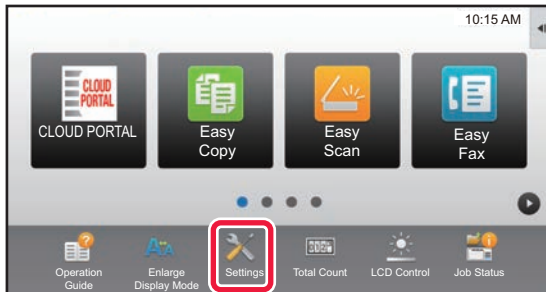 10:15 AM
CLOUD
PORTAL
CLOUD PORTAL
Easy
Copy
Easy
Scan
Easy
Fax
Operation
Guide
Enlarge
Display Mode
Settings
Total Count
LCD Control
Job Status